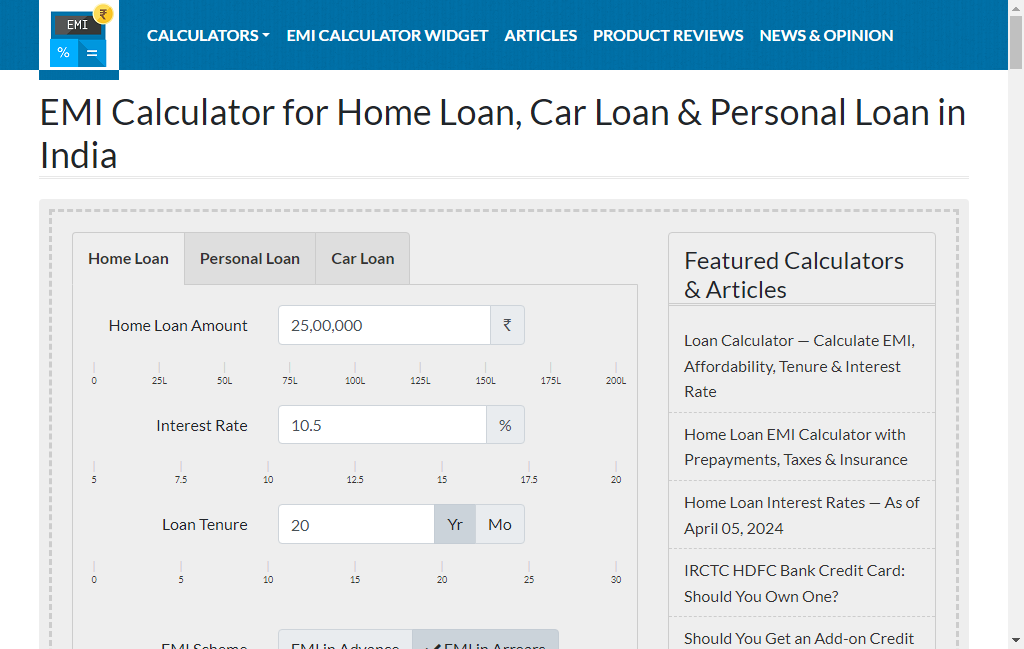 EMI ₹
% =
CALCULATORS EMI CALCULATOR WIDGET ARTICLES PRODUCT REVIEWS NEWS & OPINION
EMI Calculator for Home Loan, Car Loan & Personal Loan in
India
Home Loan Personal Loan Car Loan
Home Loan Amount 25,00,000 ₹
0 25L 50L 75L 100L 125L 150L 175L 200L
Interest Rate 10.5 %
5 7.5 10 12.5 15 17.5 20
Loan Tenure 20 Yr Mo
0 5 10 15 20 25 30
EMI Scheme EMI in Advance EMI in Arrears
Featured Calculators
& Articles
Loan Calculator — Calculate EMI,
Affordability, Tenure & Interest
Rate
Home Loan EMI Calculator with
Prepayments, Taxes & Insurance
Home Loan Interest Rates — As of
April 05, 2024
IRCTC HDFC Bank Credit Card:
Should You Own One?
Should You Get an Add-on Credit